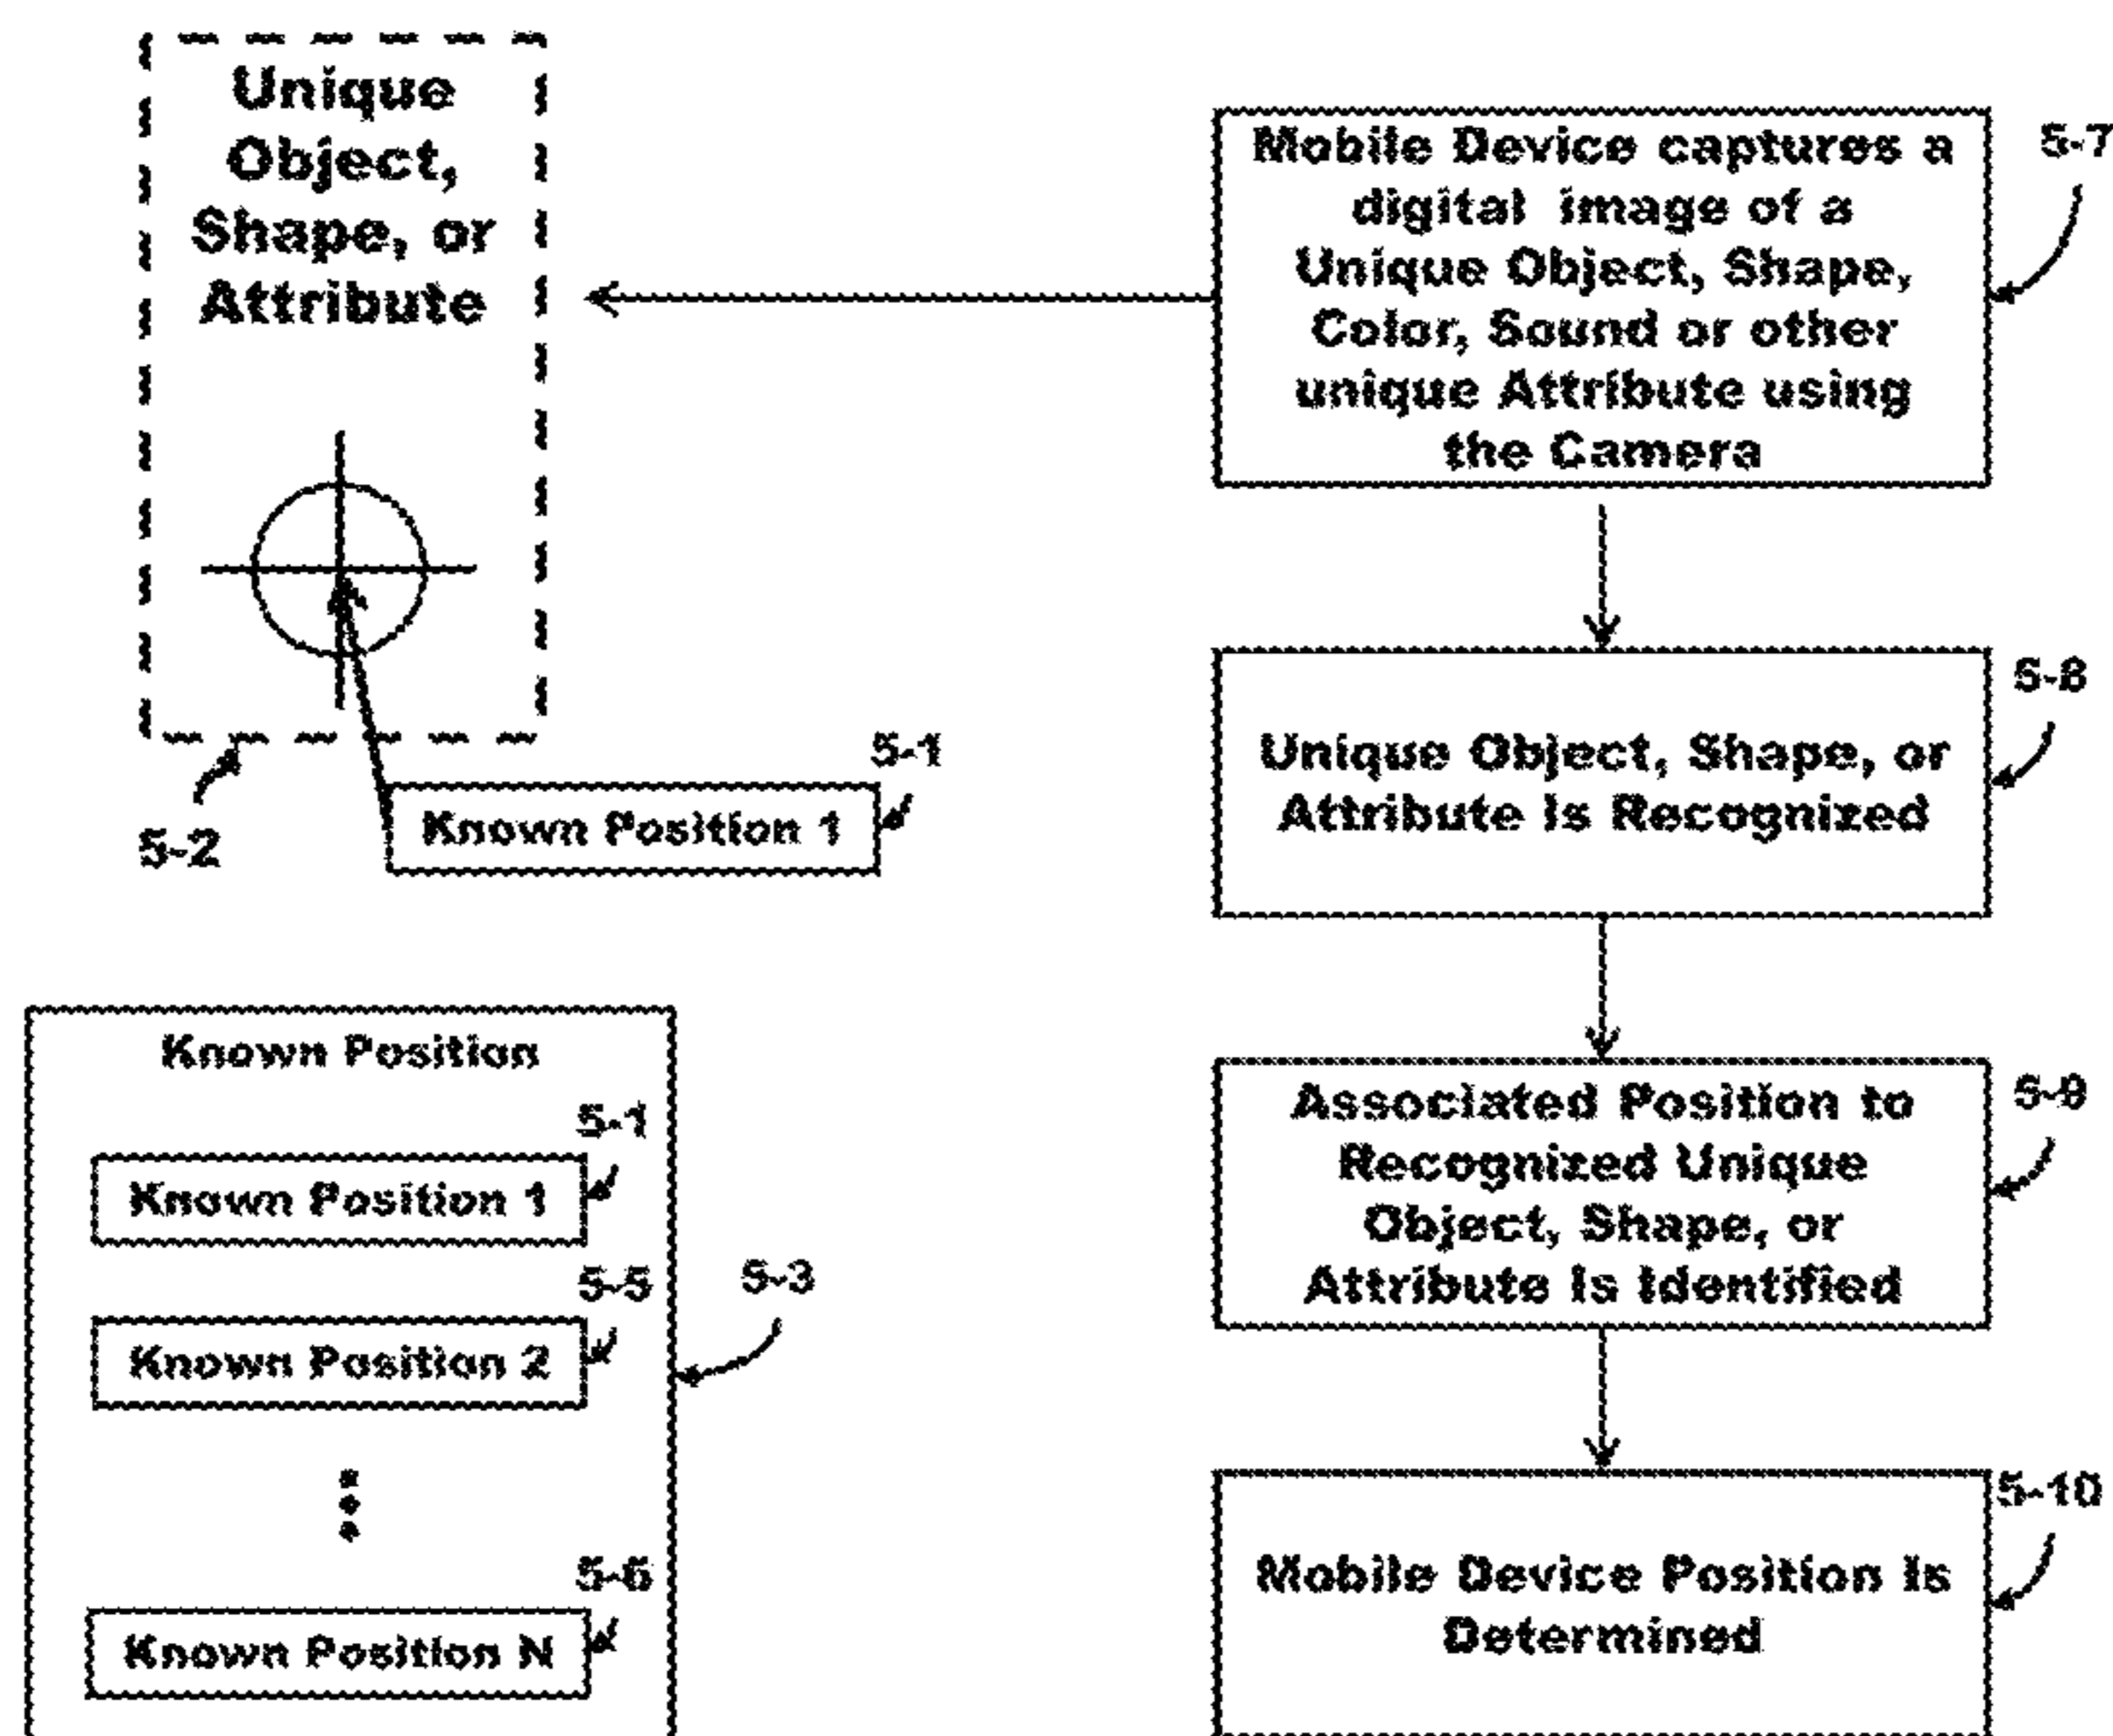 Unique
Object,
Shape, or
Attribute
5-2
Known Position 1
5-1
Known Position
5-1
Known Position 1
5-5
Known Position 2
5-6
Known Position N
5-3
Mobile Device captures a
digital image of a
Unique Object, Shape,
Color, Sound or other
unique Attribute using
the Camera
5-7
Unique Object, Shape, or
Attribute is Recognized
5-8
Associated Position to
Recognized Unique
Object, Shape, or
Attribute is Identified
5-9
Mobile Device Position is
Determined
5-10